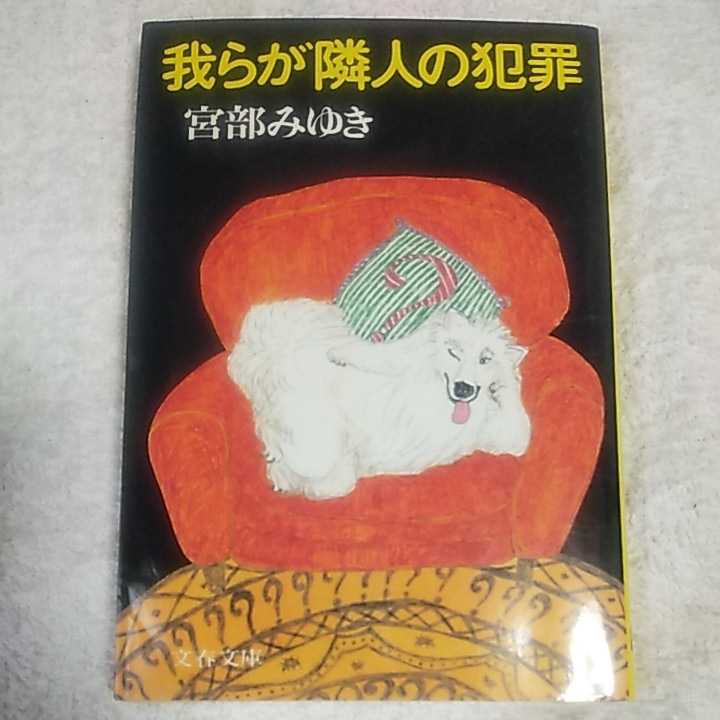 我らが隣人の犯罪
宮部みゆき
文春文庫